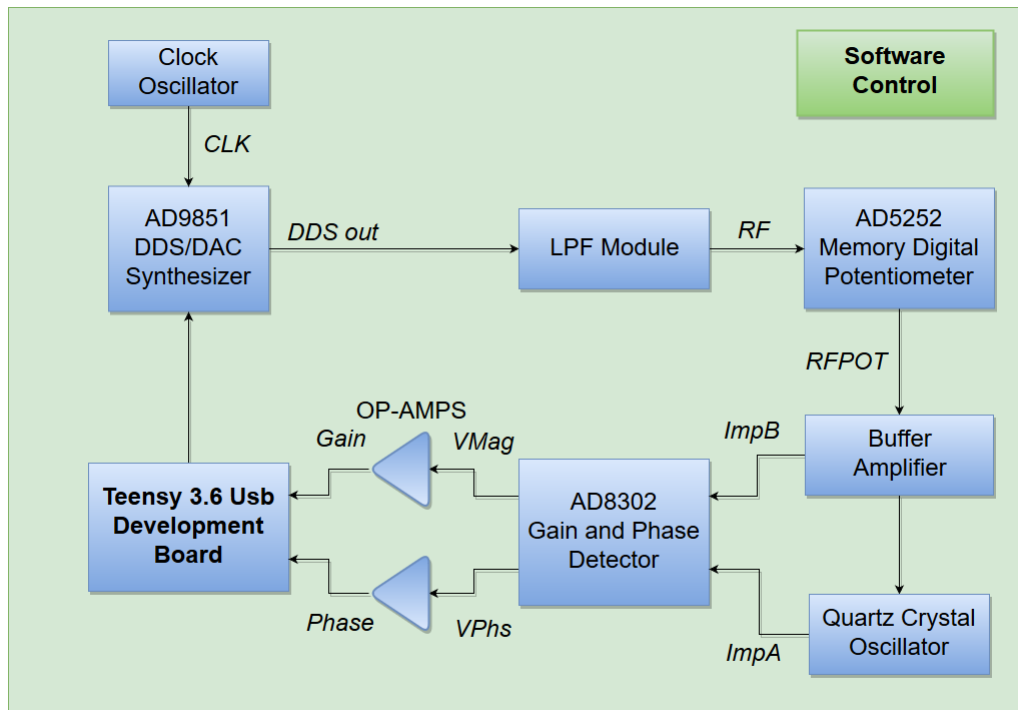 Clock
Oscillator
Software
Control
CLK
AD9851
DDS/DAC
Synthesizer
DDS out
LPF Module
RF
AD5252
Memory Digital
Potentiometer
RFPOT
OP-AMPS
Gain
VMag
ImpB
Buffer
Amplifier
Teensy 3.6 Usb
Development
Board
AD8302
Gain and Phase
Detector
Phase
VPhs
ImpA
Quartz Crystal
Oscillator